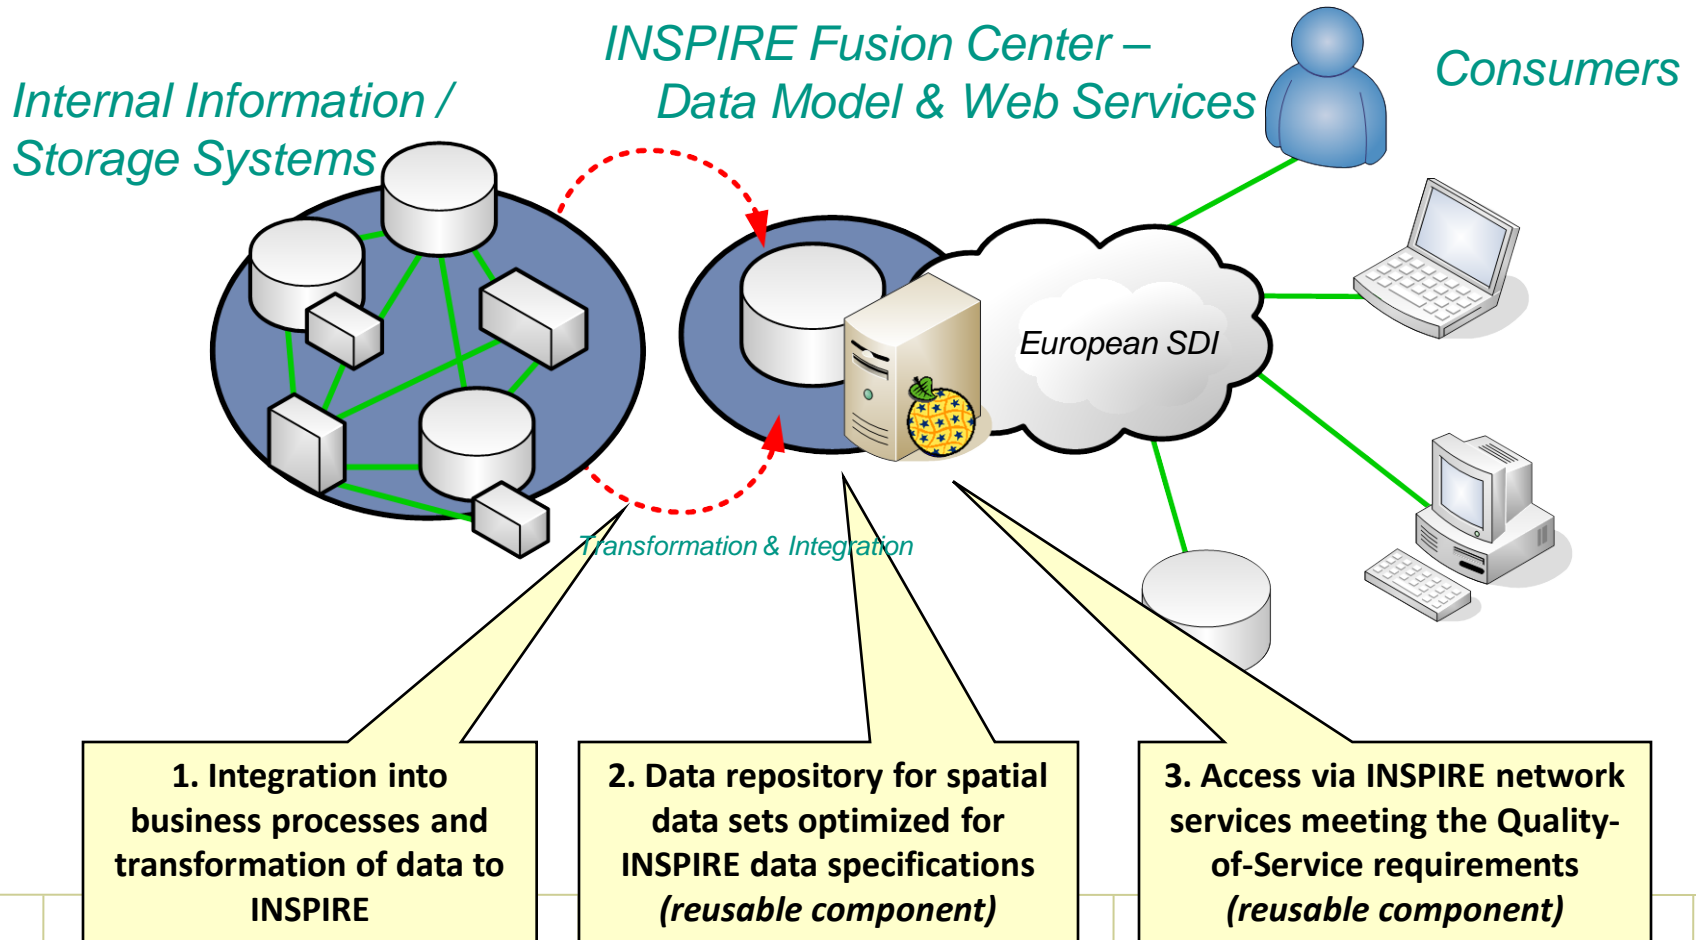 INSPIRE Fusion Center –
Data Model & Web Services
Consumers
Internal Information /
Storage Systems
European SDI
Transformation & Integration
1. Integration into
business processes and
transformation of data to
INSPIRE
2. Data repository for spatial
data sets optimized for
INSPIRE data specifications
(reusable component)
3. Access via INSPIRE network
services meeting the Quality-
of-Service requirements
(reusable component)